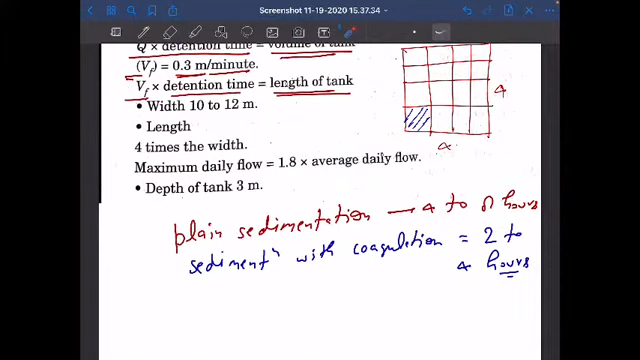 Screenshot 11-19-2020 15.37.34
Q × detention time = volume of tank
(Vf) = 0.3 m/minute.
Vf × detention time = length of tank
• Width 10 to 12 m.
• Length
4 times the width.
Maximum daily flow = 1.8 × average daily flow.
• Depth of tank 3 m.
4
plain sedimentation — 4 to 8 hours
sedimentn with coagulation = 2 to
4 hours